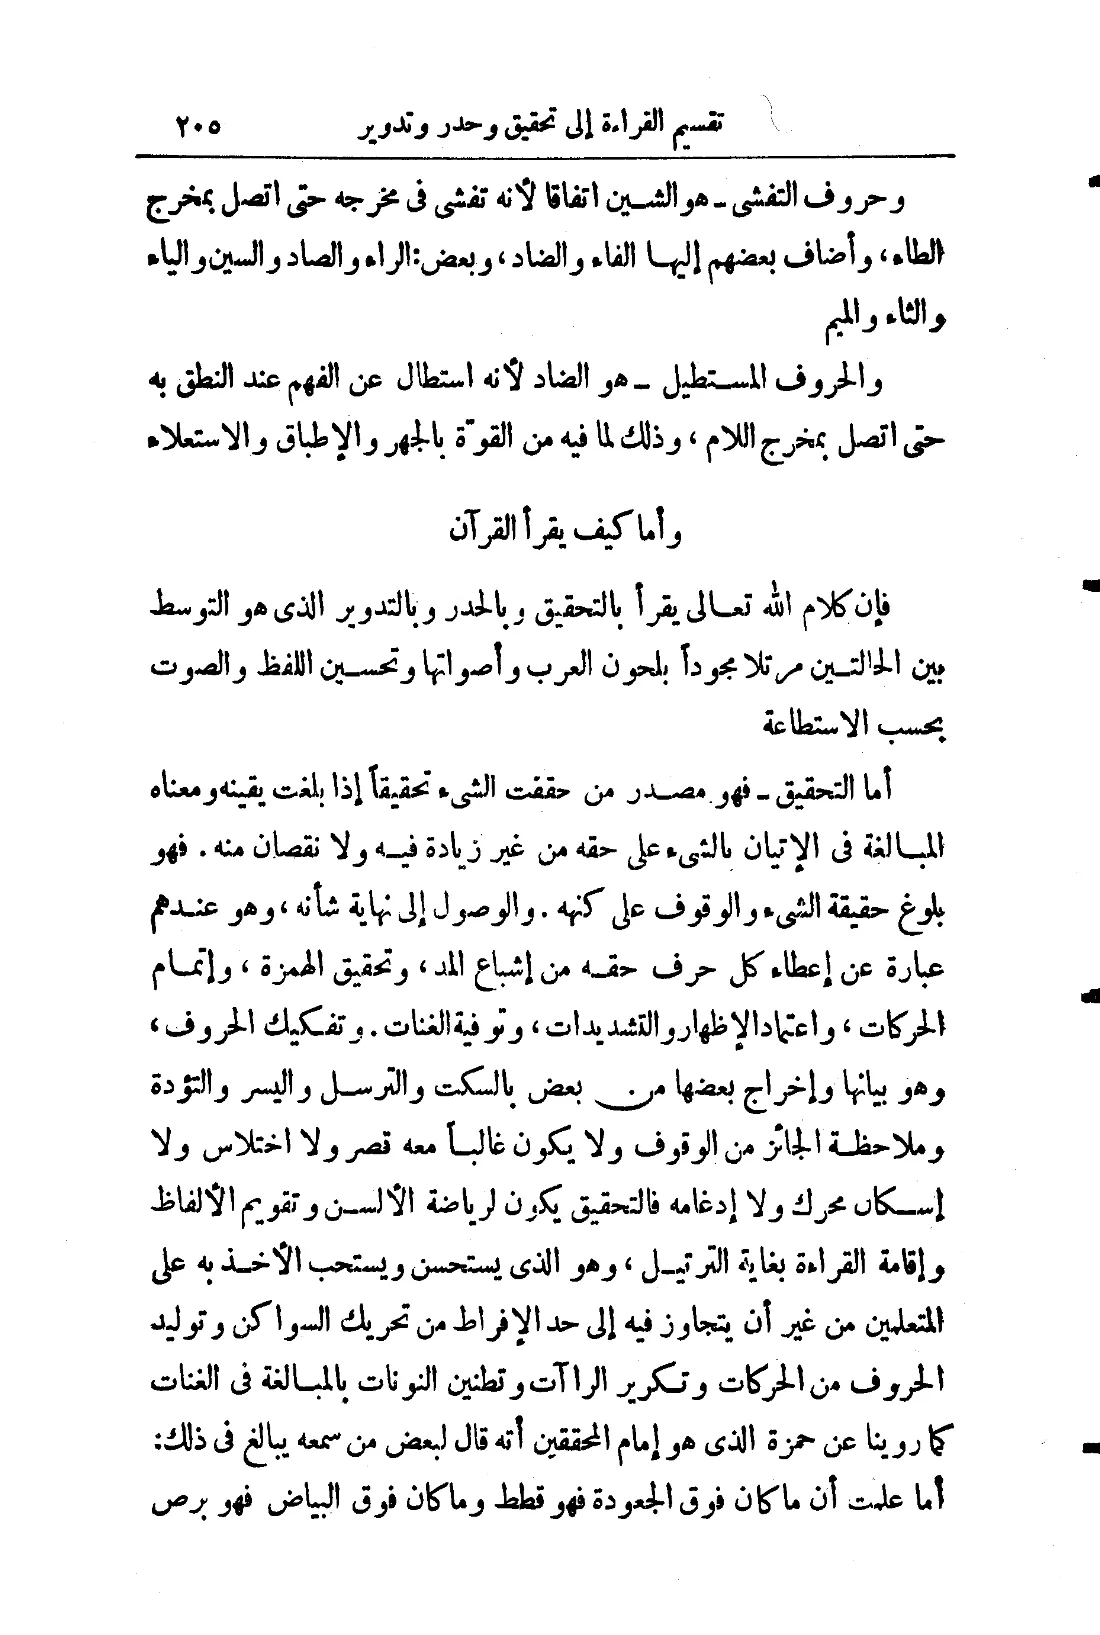 تقسيم القراءة إلى تحقيق وحدر وتدوير ٢٠٥
وحروف التفشى ـ هو الشين اتفاقا لأنه تفشى فى مخرجه حتى اتصل بمخرج
الطاء، وأضاف بعضهم إليها الفاء والضاد، وبعض: الراء والصاد والسين والياء
والثاء والميم
والحروف المستطيل ـ هو الضاد لأنه استطال عن الفهم عند النطق به
حتى اتصل بمخرج اللام، وذلك لما فيه من القوّة بالجهر والإطباق والاستعلاء
وأما كيف يقرأ القرآن
فإن كلام الله تعالى يقرأ بالتحقيق وبالحدر وبالتدوير الذى هو التوسط
بين الحالتين مرتلا مجوداً بلحون العرب وأصواتها وتحسين اللفظ والصوت
بحسب الاستطاعة
أما التحقيق ـ فهو مصدر من حققت الشىء تحقيقاً إذا بلغت يقينه ومعناه
المبالغة فى الإتيان بالشىء على حقه من غير زيادة فيه ولا نقصان منه. فهو
بلوغ حقيقة الشىء والوقوف على كنهه. والوصول إلى نهاية شأنه، وهو عندهم
عبارة عن إعطاء كل حرف حقه من إشباع المد، وتحقيق الهمزة، وإتمام
الحركات، واعتماد الإظهار والتشديدات، وتوفية الغنات. وتفكيك الحروف،
وهو بيانها وإخراج بعضها من بعض بالسكت والترسل واليسر والتؤدة
وملاحظة الجائز من الوقوف ولا يكون غالباً معه قصر ولا اختلاس ولا
إسكان محرك ولا إدغامه فالتحقيق يكون لرياضة الألسن وتقويم الألفاظ
وإقامة القراءة بغاية الترتيل، وهو الذى يستحسن ويستحب الأخذ به على
المتعلمين من غير أن يتجاوز فيه إلى حد الإفراط من تحريك السواكن وتوليد
الحروف من الحركات وتكرير الراآت وتطنين النونات بالمبالغة فى الغنات
كما روينا عن حمزة الذى هو إمام المحققين أنه قال لبعض من سمعه يبالغ فى ذلك:
أما علمت أن ما كان فوق الجعودة فهو قطط وما كان فوق البياض فهو برص